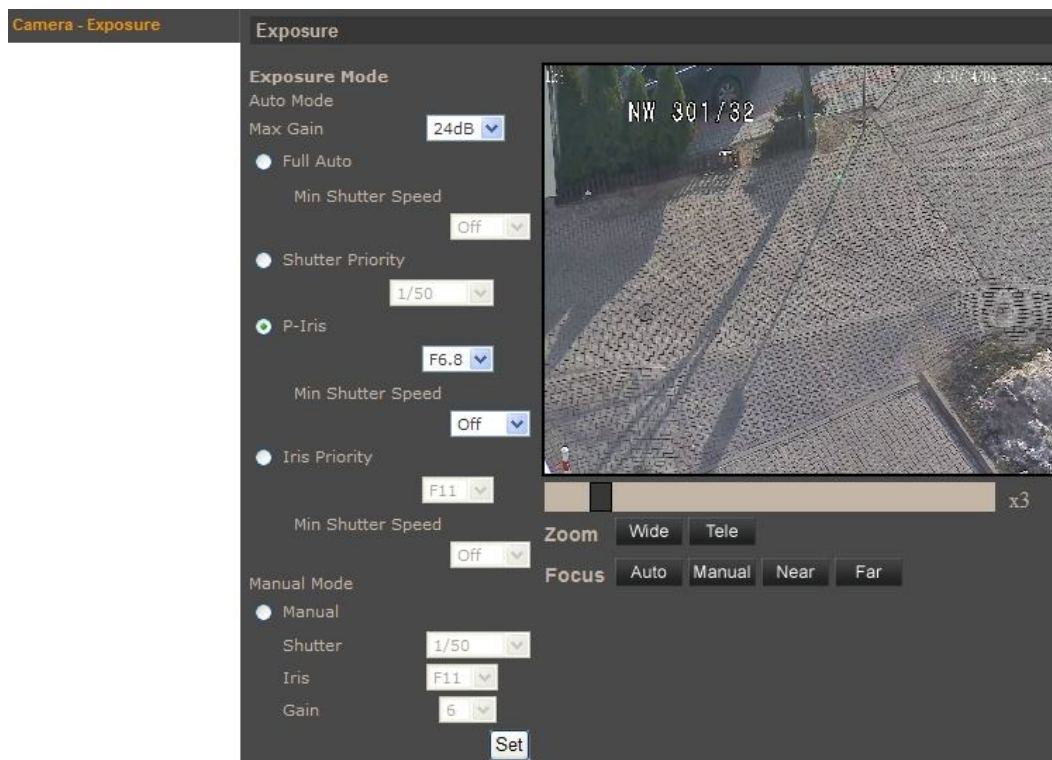 Camera - Exposure
Exposure
Exposure Mode
Auto Mode
Max Gain 24dB
Full Auto
Min Shutter Speed
Off
Shutter Priority
1/50
P-Iris
F6.8
Min Shutter Speed
Off
Iris Priority
F11
Min Shutter Speed
Off
Manual Mode
Manual
Shutter 1/50
Iris F11
Gain 6
Set
NW 301/32
x3
Zoom Wide Tele
Focus Auto Manual Near Far